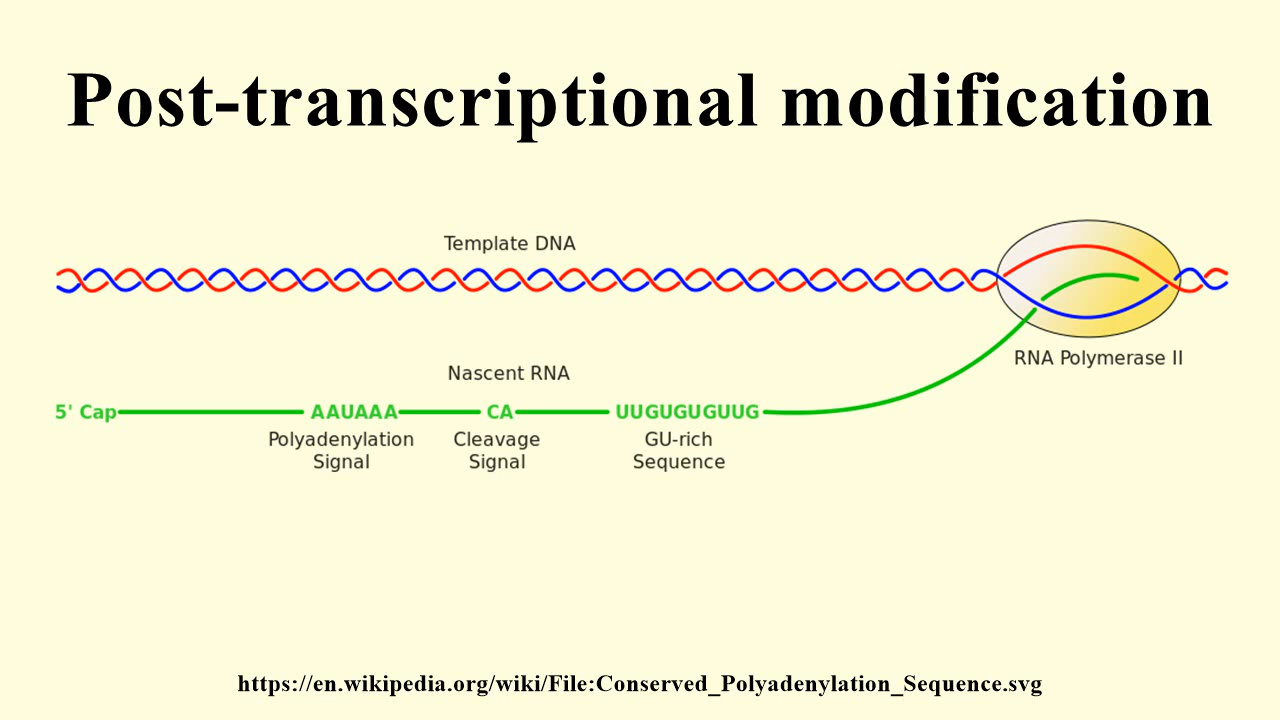 Post-transcriptional modification
Template DNA
RNA Polymerase II
Nascent RNA
5' Cap AAUAAA CA UUGUGUGUUG
Polyadenylation Signal
Cleavage Signal
GU-rich Sequence
https://en.wikipedia.org/wiki/File:Conserved_Polyadenylation_Sequence.svg